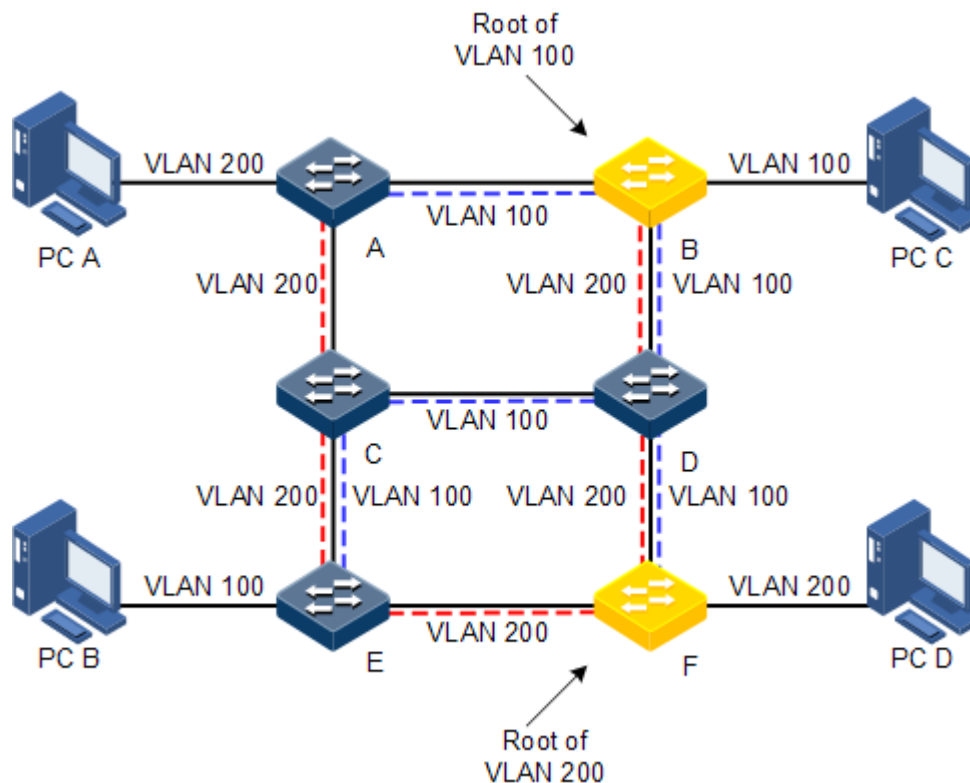 Root of
VLAN 100
VLAN 200
VLAN 100
VLAN 100
PC A
A
B
PC C
VLAN 200
VLAN 200
VLAN 100
VLAN 100
C
D
VLAN 200
VLAN 100
VLAN 200
VLAN 100
VLAN 100
VLAN 200
VLAN 200
PC B
E
F
PC D
Root of
VLAN 200